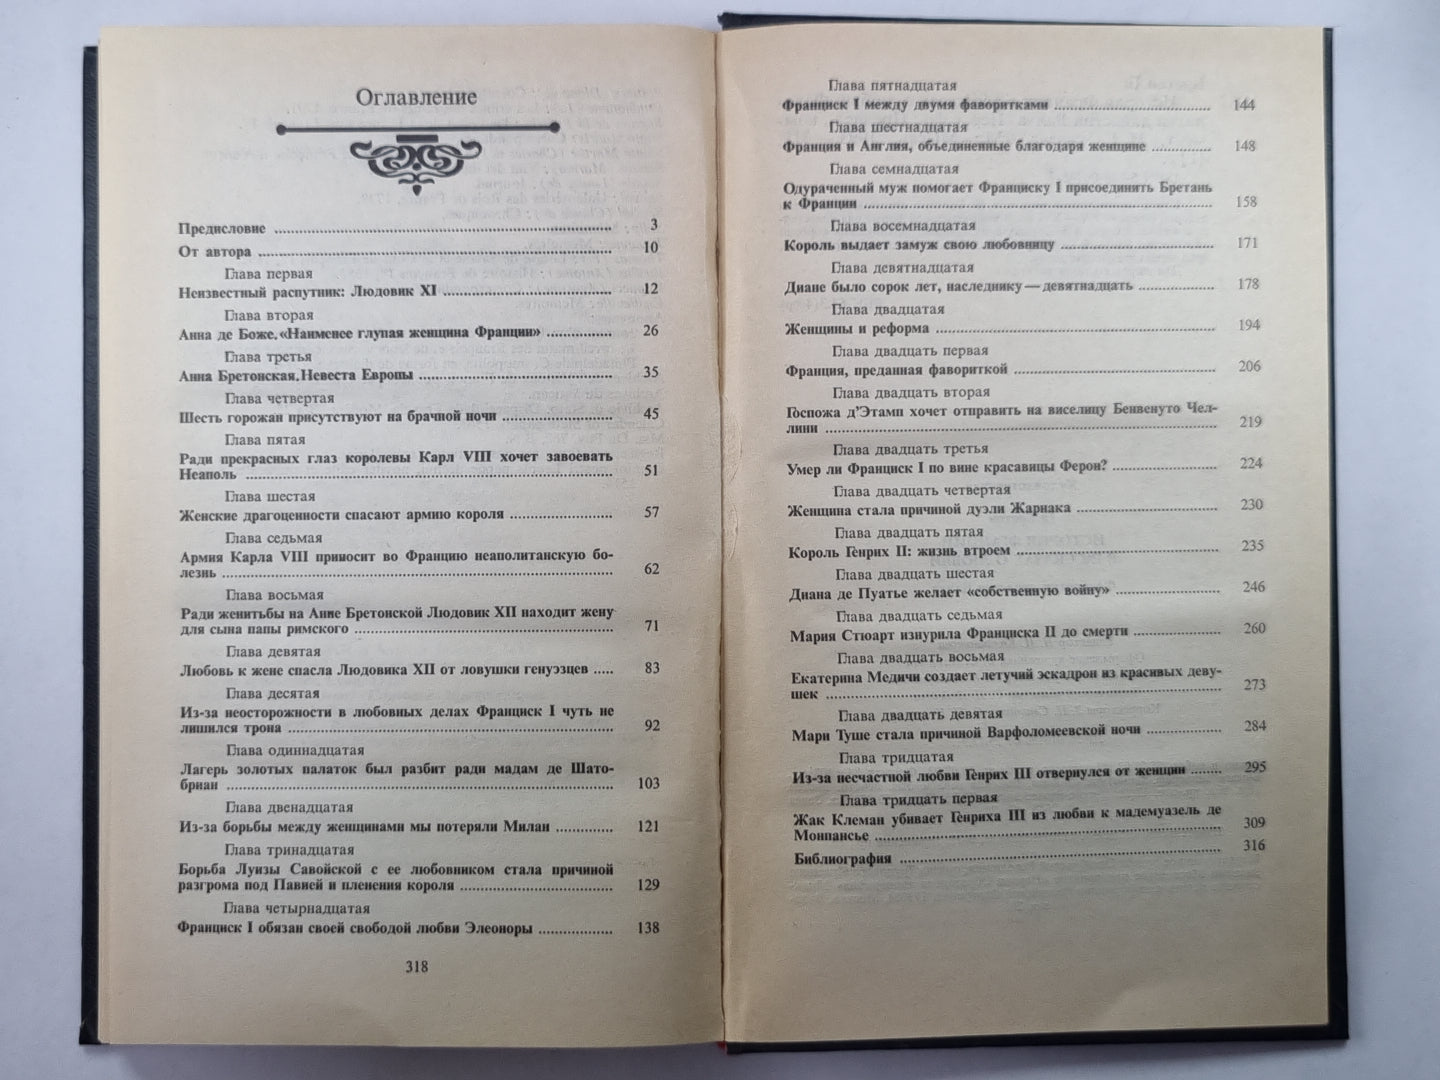 Оглавление
Предисловие ........ 3
От автора ........ 10
Глава первая
Неизвестный распутник: Людовик XI ........ 12
Глава вторая
Анна де Боже. «Наименее глупая женщина Франции» ........ 26
Глава третья
Анна Бретонская. Невеста Европы ........ 35
Глава четвертая
Шесть горожан присутствуют на брачной ночи ........ 45
Глава пятая
Ради прекрасных глаз королевы Карл VIII хочет завоевать
Неаполь ........ 51
Глава шестая
Женские драгоценности спасают армию короля ........ 57
Глава седьмая
Армия Карла VIII приносит во Францию неаполитанскую бо-
лезнь ........ 62
Глава восьмая
Ради женитьбы на Анне Бретонской Людовик XII находит жену
для сына папы римского ........ 71
Глава девятая
Любовь к жене спасла Людовика XII от ловушки генуэзцев ..... 83
Глава десятая
Из-за неосторожности в любовных делах Франциск I чуть не
лишился трона ........ 92
Глава одиннадцатая
Лагерь золотых палаток был разбит ради мадам де Шато-
бриан ........ 103
Глава двенадцатая
Из-за борьбы между женщинами мы потеряли Милан ........ 121
Глава тринадцатая
Борьба Луизы Савойской с ее любовником стала причиной
разгрома под Павией и пленения короля ........ 129
Глава четырнадцатая
Франциск I обязан своей свободой любви Элеоноры ........ 138
318
Глава пятнадцатая
Франциск I между двумя фаворитками ........ 144
Глава шестнадцатая
Франция и Англия, объединенные благодаря женщине ........ 148
Глава семнадцатая
Одураченный муж помогает Франциску I присоединить Бретань
к Франции ........ 158
Глава восемнадцатая
Король выдает замуж свою любовницу ........ 171
Глава девятнадцатая
Диане было сорок лет, наследнику — девятнадцать ........ 178
Глава двадцатая
Женщины и реформа ........ 194
Глава двадцать первая
Франция, преданная фавориткой ........ 206
Глава двадцать вторая
Госпожа д’Этамп хочет отправить на виселицу Бенвенуто Чел-
лини ........ 219
Глава двадцать третья
Умер ли Франциск I по вине красавицы Ферон? ........ 224
Глава двадцать четвертая
Женщина стала причиной дуэли Жарнака ........ 230
Глава двадцать пятая
Король Генрих II: жизнь втроем ........ 235
Глава двадцать шестая
Диана де Пуатье желает «собственную войну» ........ 246
Глава двадцать седьмая
Мария Стюарт изнурила Франциска II до смерти ........ 260
Глава двадцать восьмая
Екатерина Медичи создает летучий эскадрон из красивых деву-
шек ........ 273
Глава двадцать девятая
Мари Туше стала причиной Варфоломеевской ночи ........ 284
Глава тридцатая
Из-за несчастной любви Генрих III отвернулся от женщин ....... 295
Глава тридцать первая
Жак Клеман убивает Генриха III из любви к мадемуазель де
Монпансье ........ 309
Библиография ........ 316